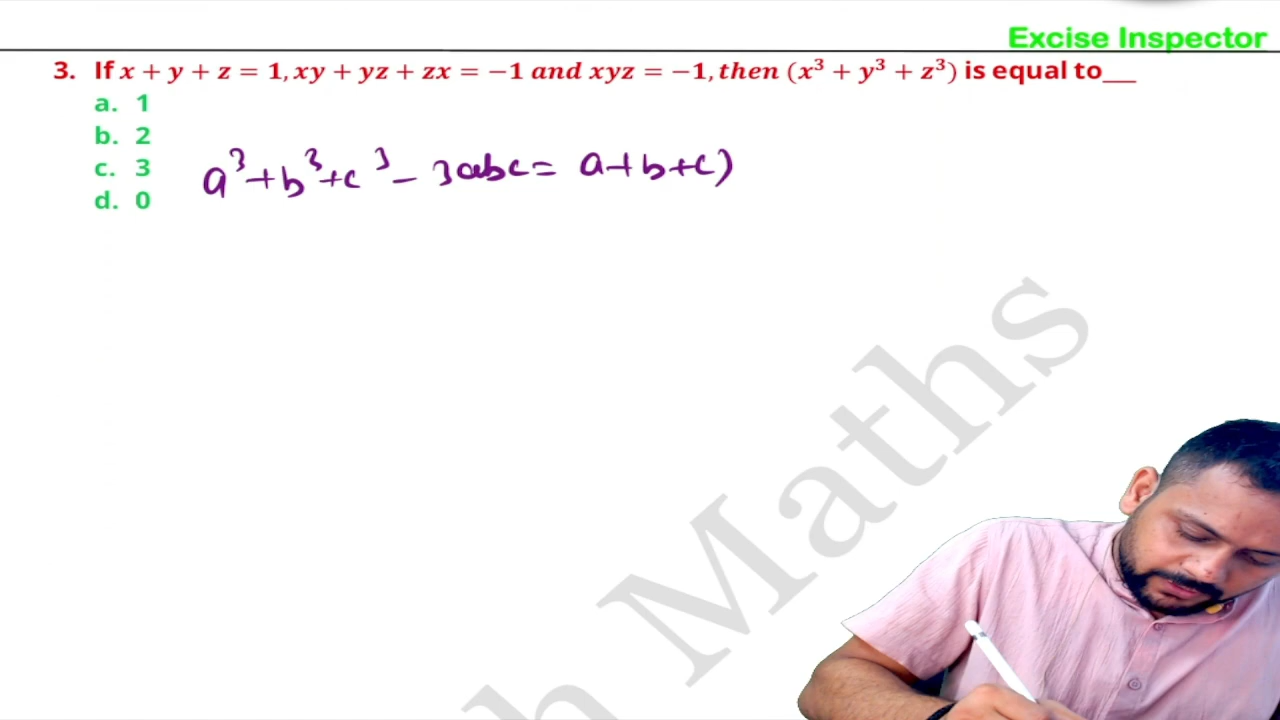 Excise Inspector
3. If x + y + z = 1, xy + yz + zx = −1 and xyz = −1, then (x³ + y³ + z³) is equal to___
a. 1
b. 2
c. 3
d. 0
a³+b³+c³ − 3abc = a+b+c)
h Maths